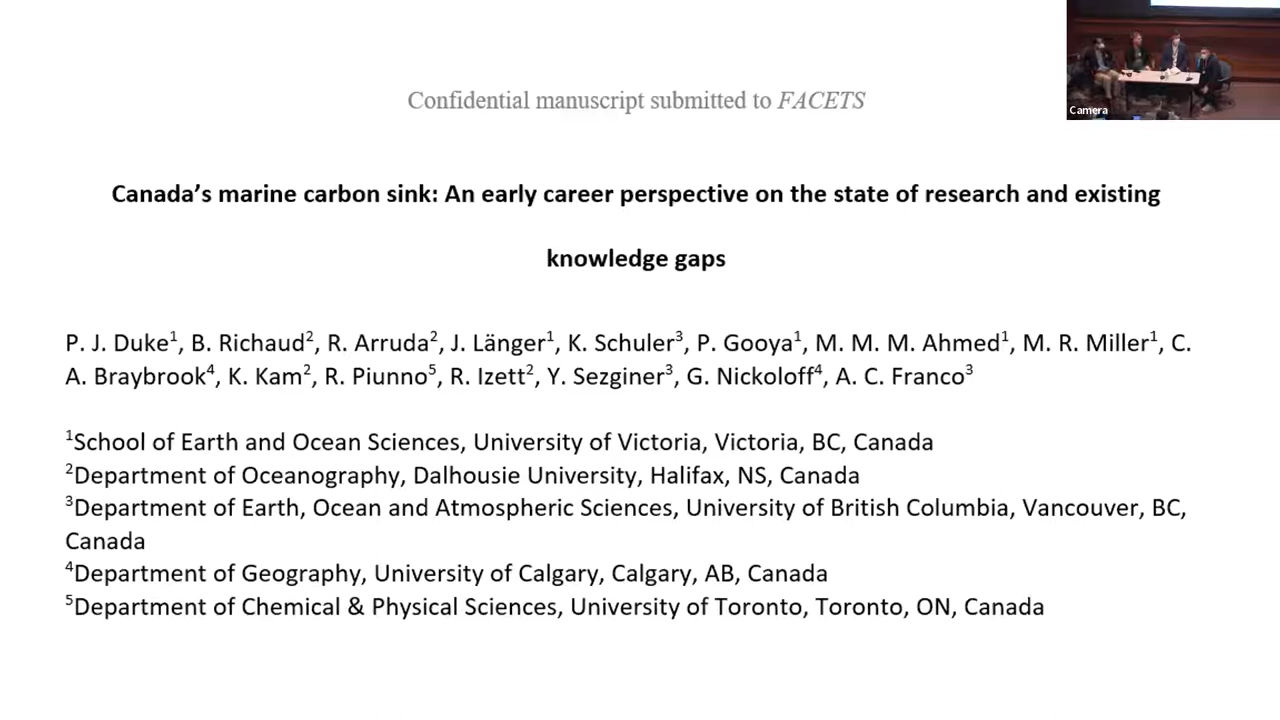 Confidential manuscript submitted to FACETS
Camera
Canada's marine carbon sink: An early career perspective on the state of research and existing
knowledge gaps
P. J. Duke1, B. Richaud2, R. Arruda2, J. Länger1, K. Schuler3, P. Gooya1, M. M. M. Ahmed1, M. R. Miller1, C.
A. Braybrook4, K. Kam2, R. Piunno5, R. Izett2, Y. Sezginer3, G. Nickoloff4, A. C. Franco3
1School of Earth and Ocean Sciences, University of Victoria, Victoria, BC, Canada
2Department of Oceanography, Dalhousie University, Halifax, NS, Canada
3Department of Earth, Ocean and Atmospheric Sciences, University of British Columbia, Vancouver, BC,
Canada
4Department of Geography, University of Calgary, Calgary, AB, Canada
5Department of Chemical & Physical Sciences, University of Toronto, Toronto, ON, Canada